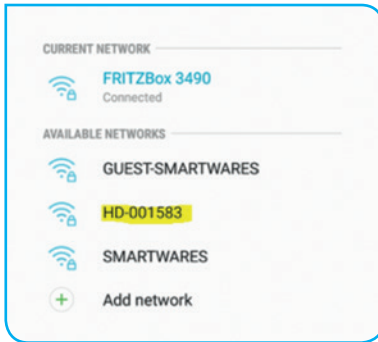 CURRENT NETWORK
FRITZBox 3490
Connected
AVAILABLE NETWORKS
GUEST-SMARTWARES
HD-001583
SMARTWARES
Add network